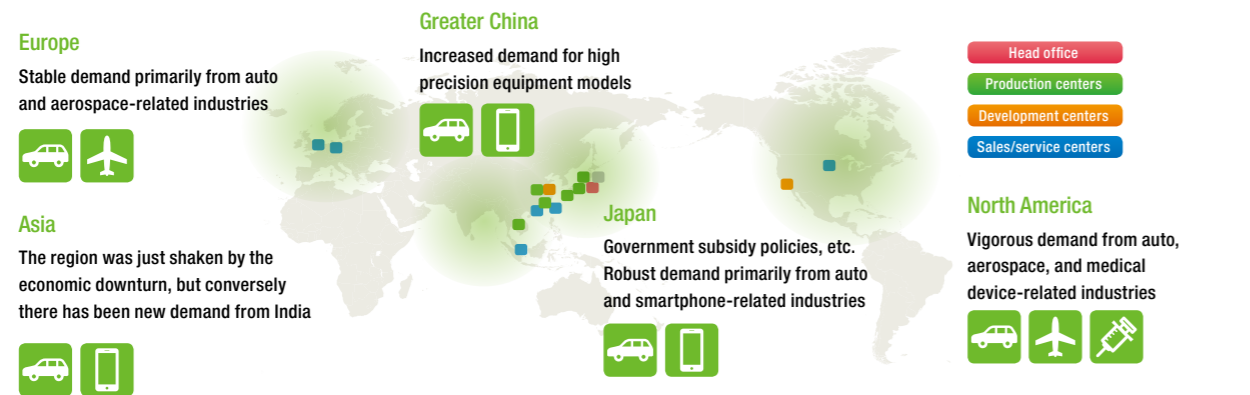 Europe
Stable demand primarily from auto
and aerospace-related industries
Greater China
Increased demand for high
precision equipment models
Asia
The region was just shaken by the
economic downturn, but conversely
there has been new demand from India
Japan
Government subsidy policies, etc.
Robust demand primarily from auto
and smartphone-related industries
Head office
Production centers
Development centers
Sales/service centers
North America
Vigorous demand from auto,
aerospace, and medical
device-related industries